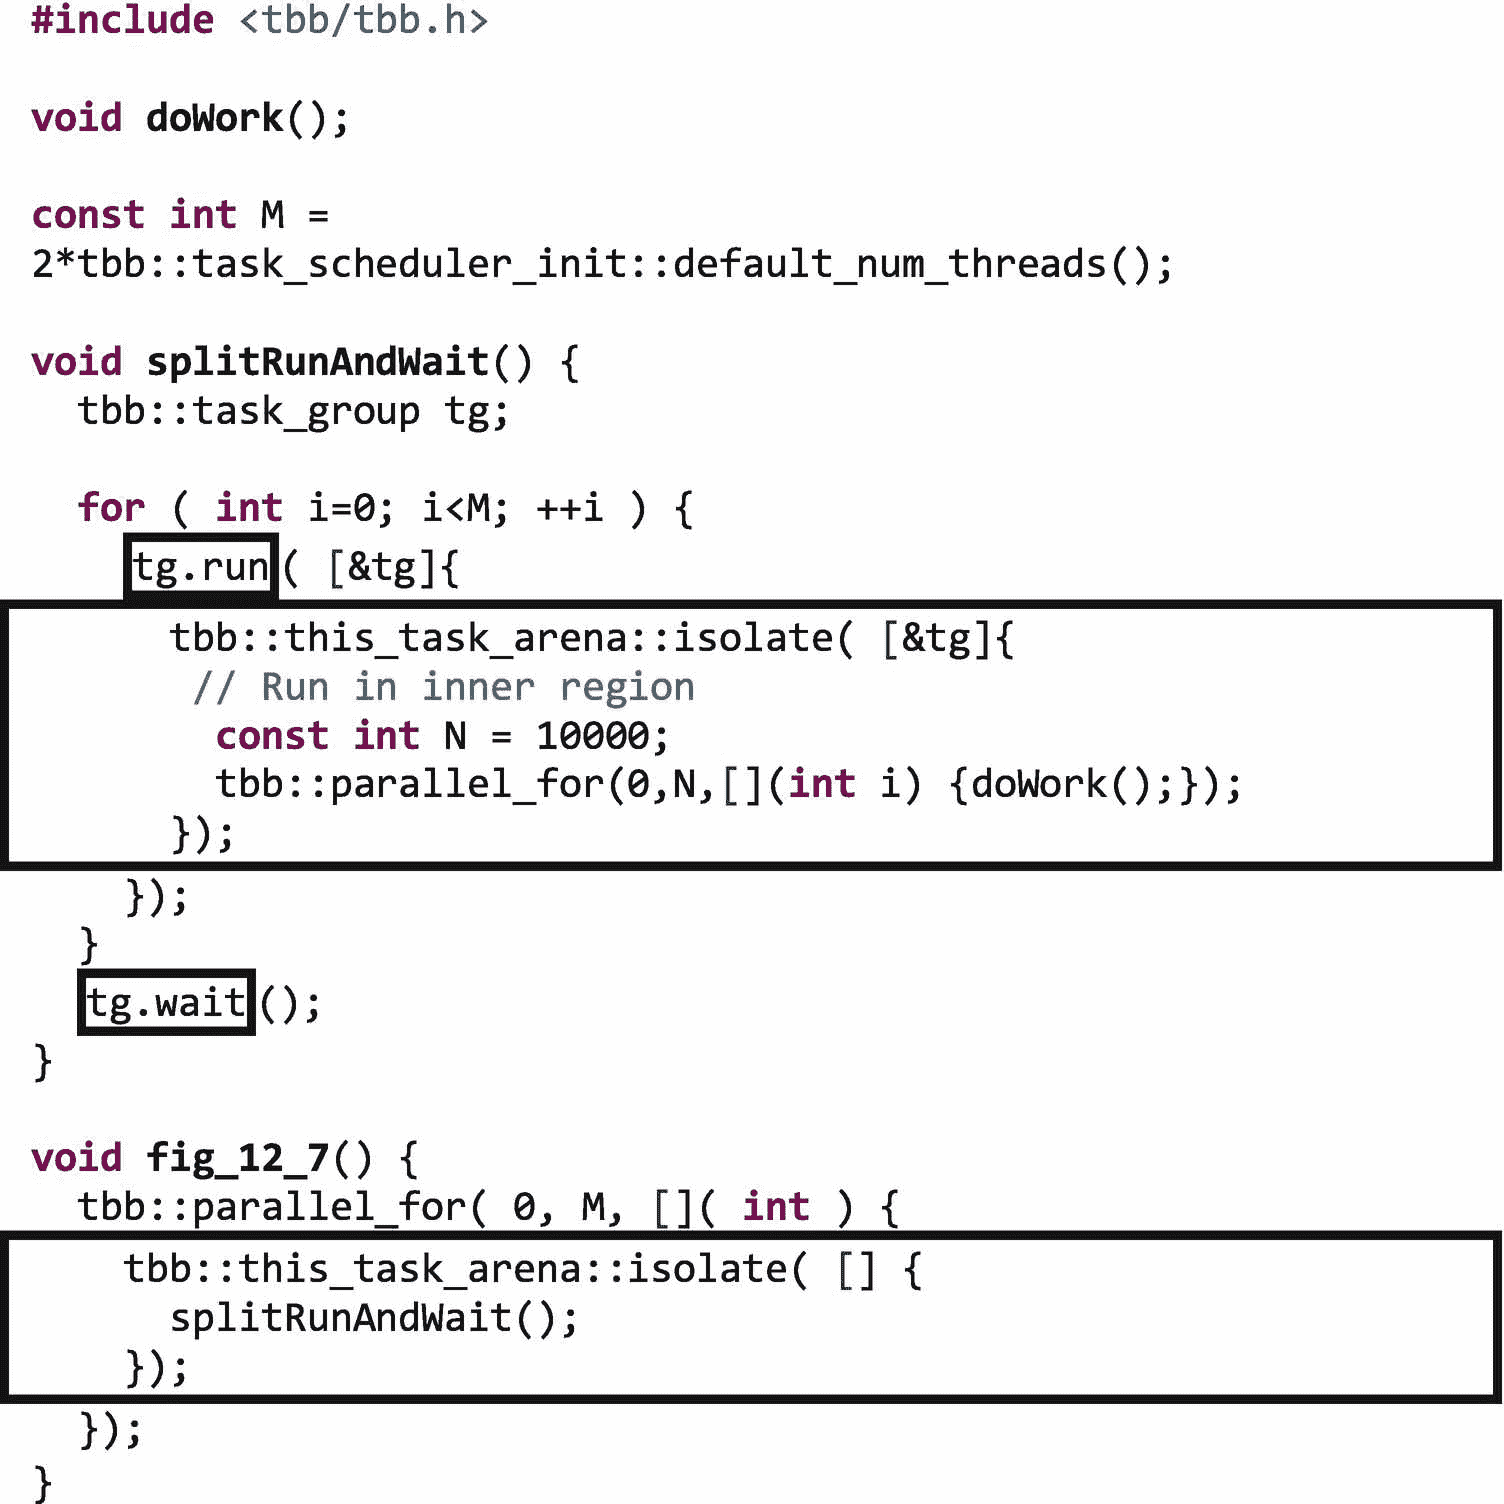 #include <tbb/tbb.h>
void doWork();
const int M =
2*tbb::task_scheduler_init::default_num_threads();
void splitRunAndWait() {
tbb::task_group tg;
for ( int i=0; i<M; ++i ) {
tg.run( [&tg]{
tbb::this_task_arena::isolate( [&tg]{
// Run in inner region
const int N = 10000;
tbb::parallel_for(0,N,[](int i) {doWork();});
});
});
}
tg.wait();
}
void fig_12_7() {
tbb::parallel_for( 0, M, []( int ) {
tbb::this_task_arena::isolate( [] {
splitRunAndWait();
});
});
}